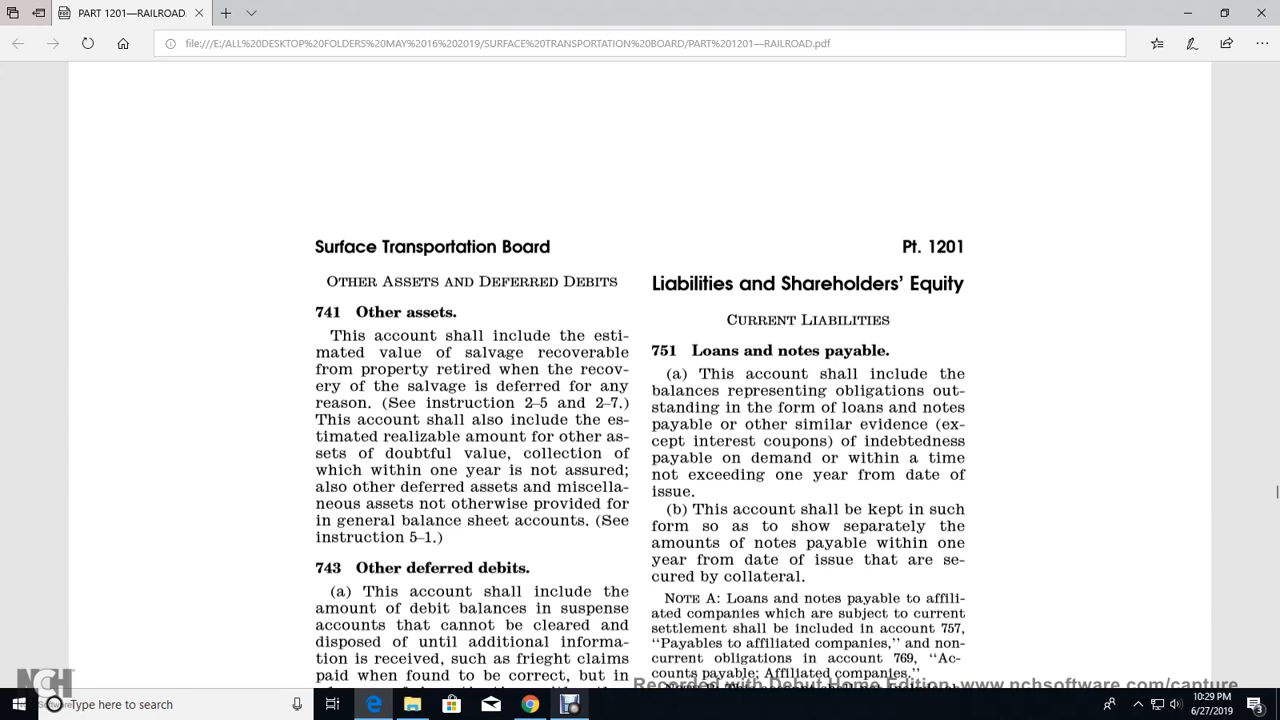 PART 1201—RAILROAD
file:///E:/ALL%20DESKTOP%20FOLDERS%20MAY%2016%202019/SURFACE%20TRANSPORTATION%20BOARD/PART%201201—RAILROAD.pdf
Surface Transportation Board
Pt. 1201
OTHER ASSETS AND DEFERRED DEBITS
741 Other assets.
This account shall include the esti-
mated value of salvage recoverable
from property retired when the recov-
ery of the salvage is deferred for any
reason. (See instruction 2–5 and 2–7.)
This account shall also include the es-
timated realizable amount for other as-
sets of doubtful value, collection of
which within one year is not assured;
also other deferred assets and miscella-
neous assets not otherwise provided for
in general balance sheet accounts. (See
instruction 5–1.)
743 Other deferred debits.
(a) This account shall include the
amount of debit balances in suspense
accounts that cannot be cleared and
disposed of until additional informa-
tion is received, such as frieght claims
paid when found to be correct, but in
Liabilities and Shareholders’ Equity
CURRENT LIABILITIES
751 Loans and notes payable.
(a) This account shall include the
balances representing obligations out-
standing in the form of loans and notes
payable or other similar evidence (ex-
cept interest coupons) of indebtedness
payable on demand or within a time
not exceeding one year from date of
issue.
(b) This account shall be kept in such
form so as to show separately the
amounts of notes payable within one
year from date of issue that are se-
cured by collateral.
NOTE A: Loans and notes payable to affili-
ated companies which are subject to current
settlement shall be included in account 757,
‘‘Payables to affiliated companies,’’ and non-
current obligations in account 769, ‘‘Ac-
counts payable; Affiliated companies.’’
Recorded with Debut Home Edition. www.nchsoftware.com/capture
NCH
Software
Type here to search
10:29 PM
6/27/2019
3